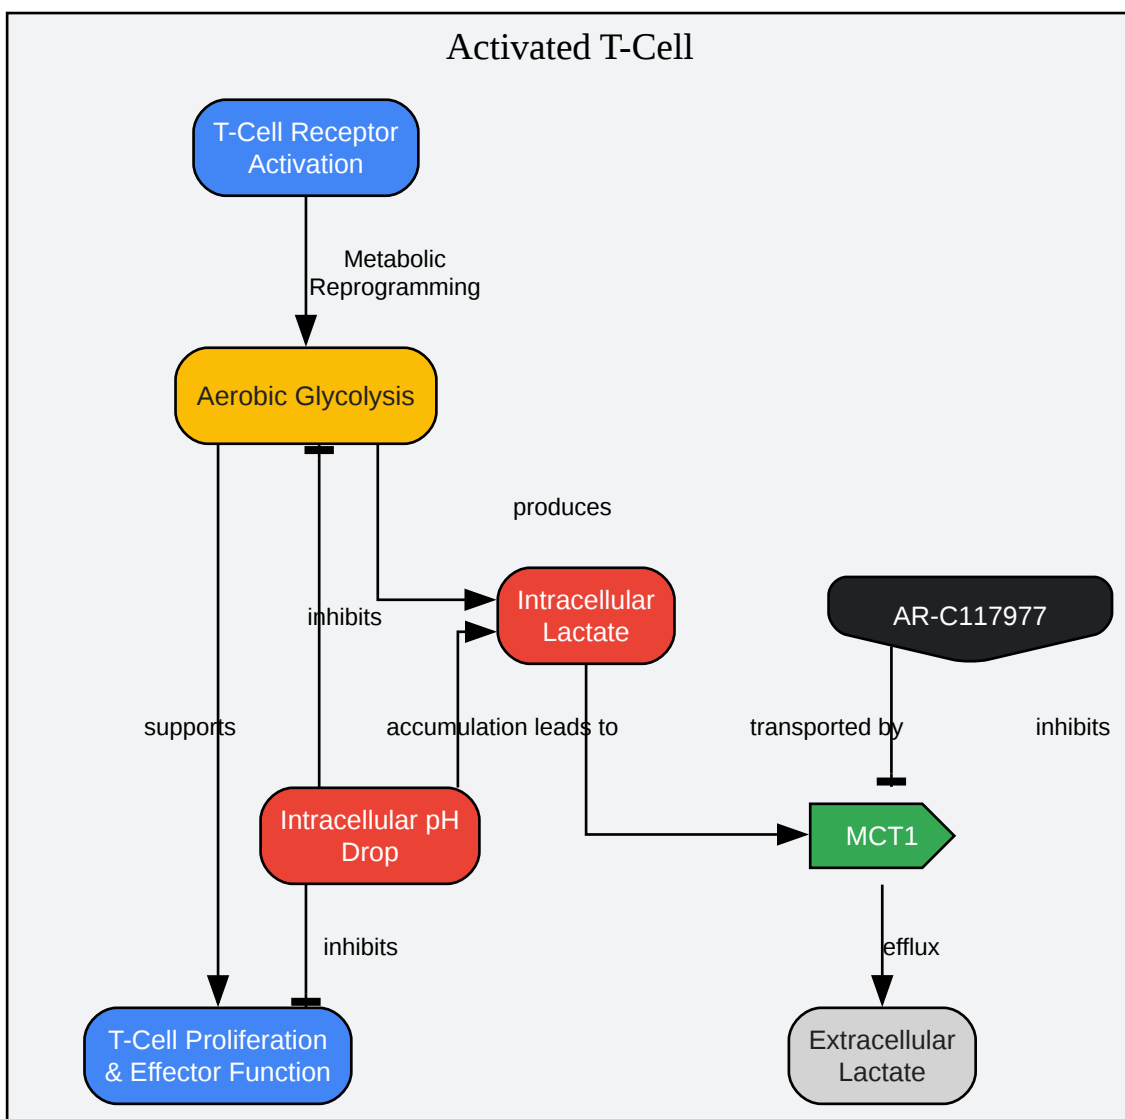 Activated T-Cell
T-Cell Receptor
Activation
Metabolic
Reprogramming
Aerobic Glycolysis
produces
Intracellular
Lactate
AR-C117977
inhibits
supports
accumulation leads to
transported by
inhibits
Intracellular pH
Drop
MCT1
inhibits
efflux
T-Cell Proliferation
& Effector Function
Extracellular
Lactate